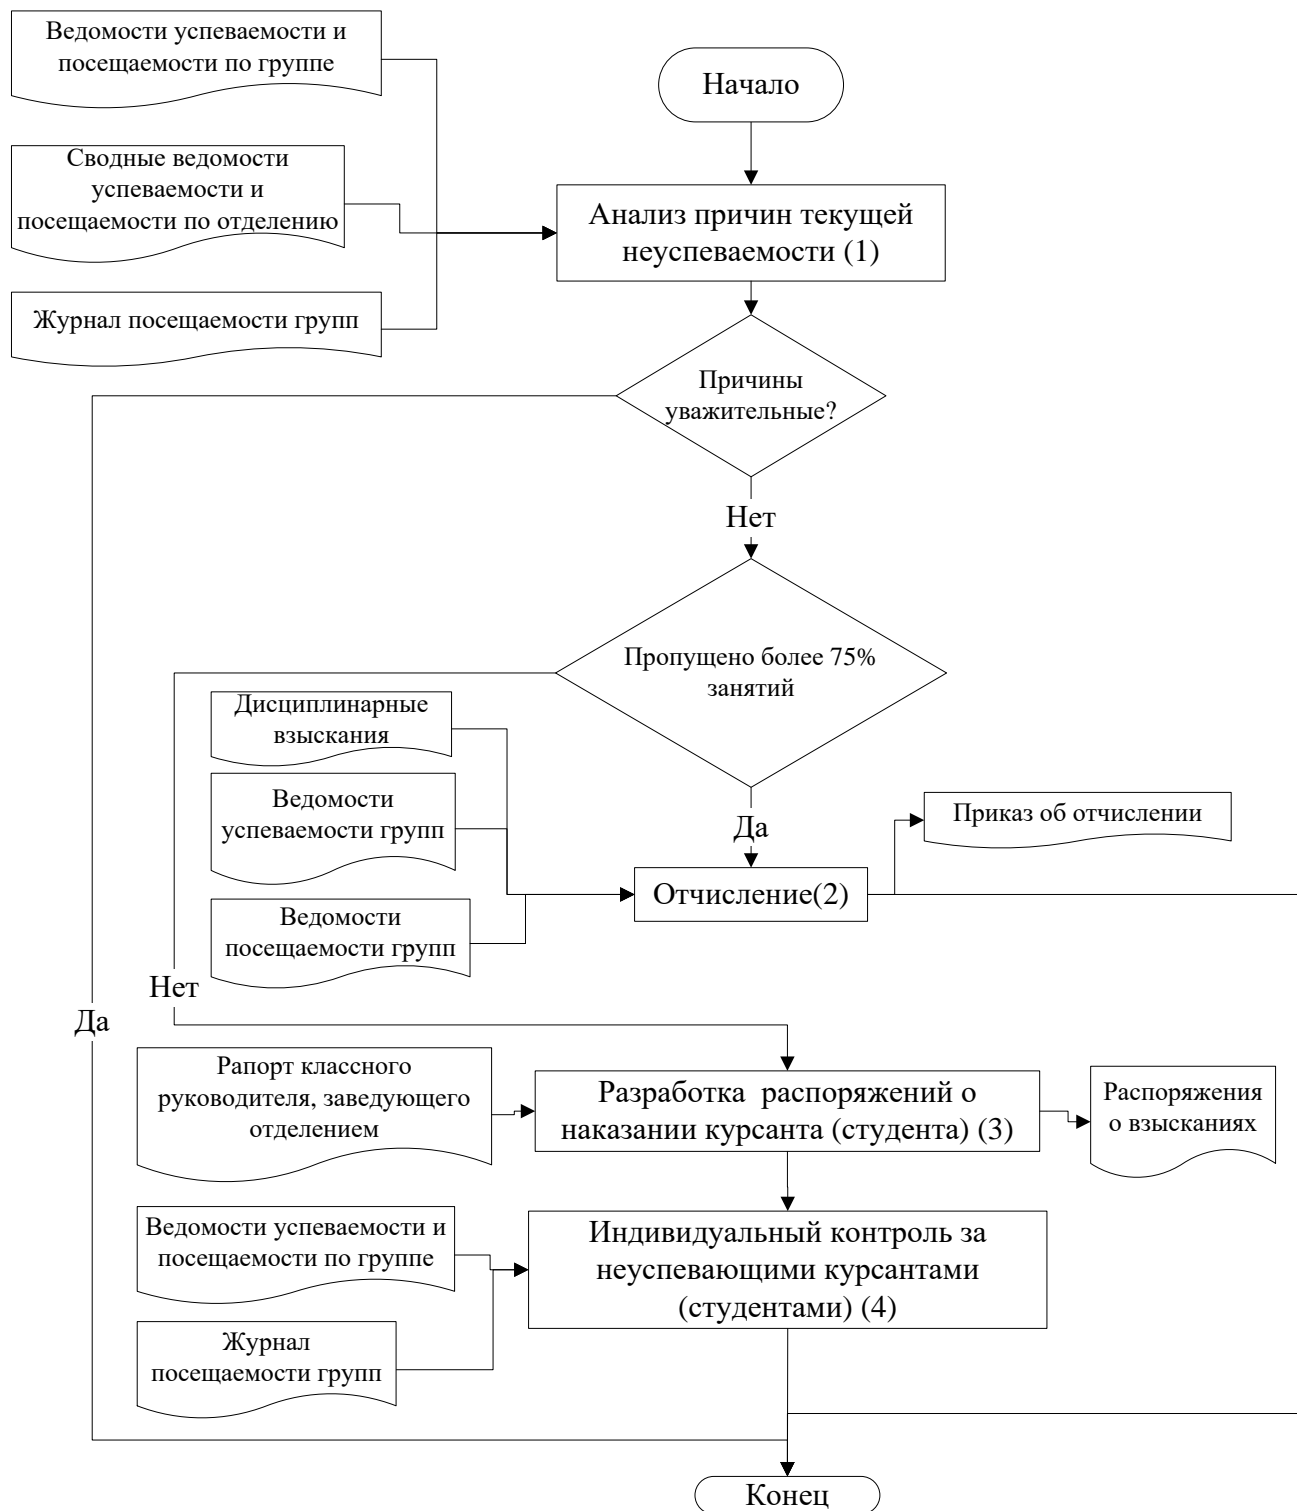 Ведомости успеваемости и
посещаемости по группе
Начало
Сводные ведомости
успеваемости и
посещаемости по отделению
Анализ причин текущей
неуспеваемости (1)
Журнал посещаемости групп
Причины
уважительные?
Нет
Пропущено более 75%
занятий
Дисциплинарные
взыскания
Ведомости
успеваемости групп
Да
Приказ об отчислении
Отчисление(2)
Ведомости
посещаемости групп
Нет
Да
Рапорт классного
руководителя, заведующего
отделением
Разработка распоряжений о
наказании курсанта (студента) (3)
Распоряжения
о взысканиях
Ведомости успеваемости и
посещаемости по группе
Индивидуальный контроль за
неуспевающими курсантами
(студентами) (4)
Журнал
посещаемости групп
Конец